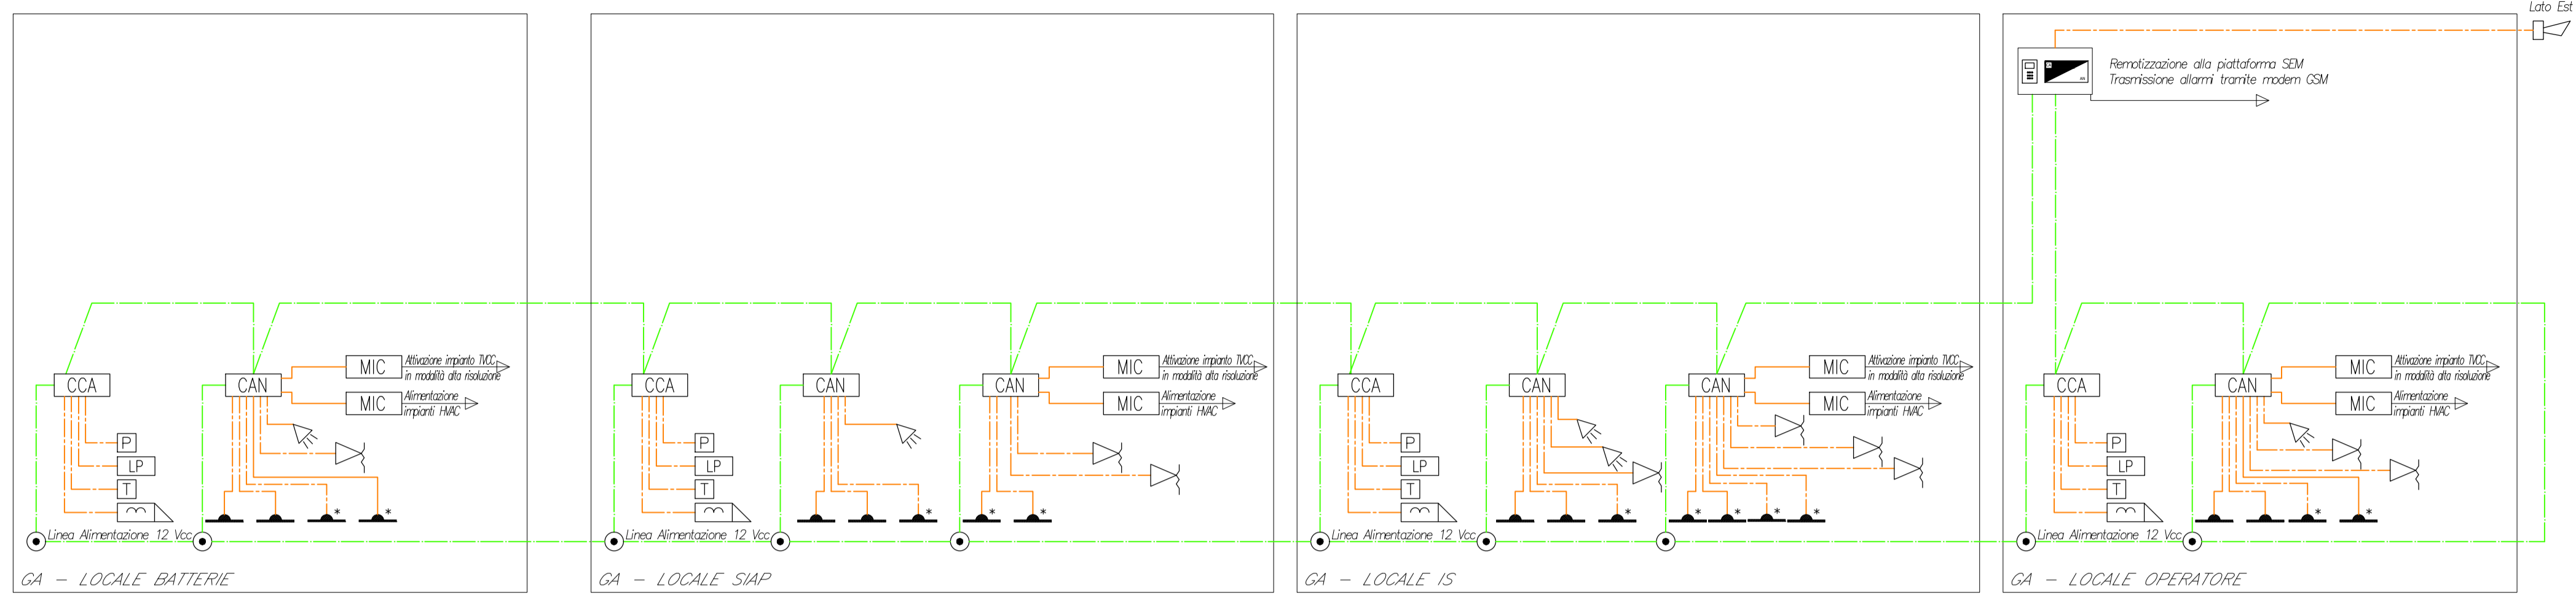 Lato Est
Remotizzazione alla piattaforma SEM
Trasmissione allarmi tramite modem GSM
CCA
CAN
MIC
Attivazione impianto TVCC
in modalità alta risoluzione
MIC
Alimentazione
impianti HVAC
P
LP
T
*
*
Linea Alimentazione 12 Vcc
GA - LOCALE BATTERIE
CCA
CAN
CAN
MIC
Attivazione impianto TVCC
in modalità alta risoluzione
MIC
Alimentazione
impianti HVAC
P
LP
T
*
*
*
Linea Alimentazione 12 Vcc
GA - LOCALE SIAP
CCA
CAN
CAN
MIC
Attivazione impianto TVCC
in modalità alta risoluzione
MIC
Alimentazione
impianti HVAC
P
LP
T
*
*
*
*
*
Linea Alimentazione 12 Vcc
GA - LOCALE IS
CCA
CAN
MIC
Attivazione impianto TVCC
in modalità alta risoluzione
MIC
Alimentazione
impianti HVAC
P
LP
T
*
*
Linea Alimentazione 12 Vcc
GA - LOCALE OPERATORE